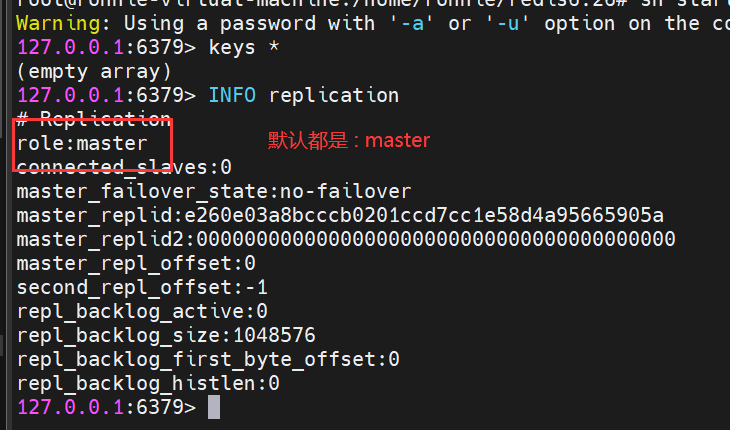 root@ronnie-virtual-machine:/home/ronnie/redis6.26# sh star
Warning: Using a password with '-a' or '-u' option on the co
127.0.0.1:6379> keys *
(empty array)
127.0.0.1:6379> INFO replication
# Replication
role:master
默认都是 : master
connected_slaves:0
master_failover_state:no-failover
master_replid:e260e03a8bcccb0201ccd7cc1e58d4a95665905a
master_replid2:0000000000000000000000000000000000000000
master_repl_offset:0
second_repl_offset:-1
repl_backlog_active:0
repl_backlog_size:1048576
repl_backlog_first_byte_offset:0
repl_backlog_histlen:0
127.0.0.1:6379>